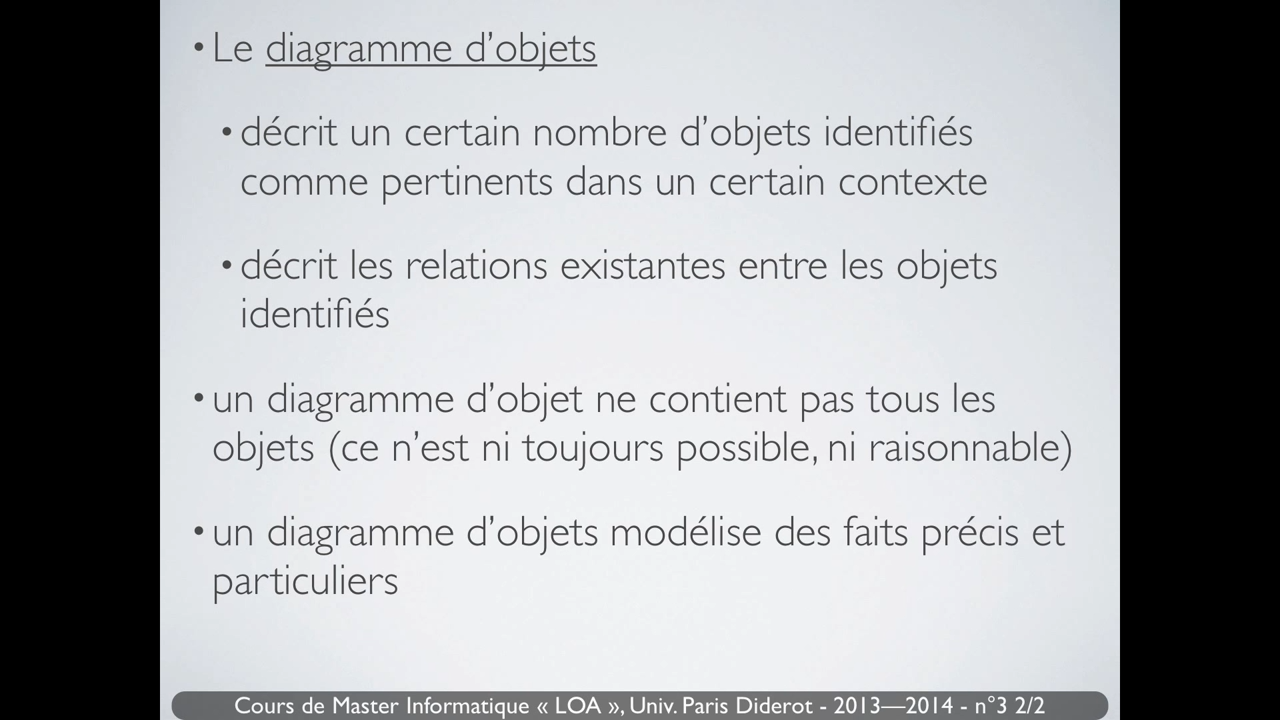 • Le diagramme d’objets
• décrit un certain nombre d’objets identifiés
comme pertinents dans un certain contexte
• décrit les relations existantes entre les objets
identifiés
• un diagramme d’objet ne contient pas tous les
objets (ce n’est ni toujours possible, ni raisonnable)
• un diagramme d’objets modélise des faits précis et
particuliers
Cours de Master Informatique « LOA », Univ. Paris Diderot - 2013—2014 - n°3 2/2